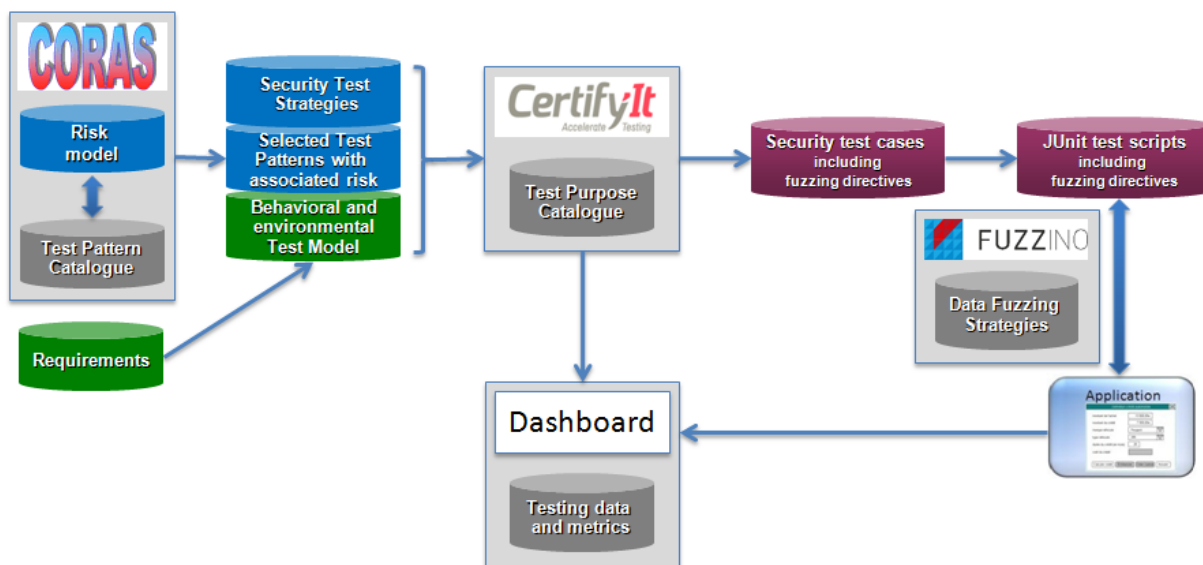 CORAS
Risk
model
Test Pattern
Catalogue
Requirements
Security Test
Strategies
Selected Test
Patterns with
associated risk
Behavioral and
environmental
Test Model
Certify'It
Accelerate Testing
Test Purpose
Catalogue
Security test cases
including
fuzzing directives
JUnit test scripts
including
fuzzing directives
FUZZINO
Data Fuzzing
Strategies
Application
Dashboard
Testing data
and metrics